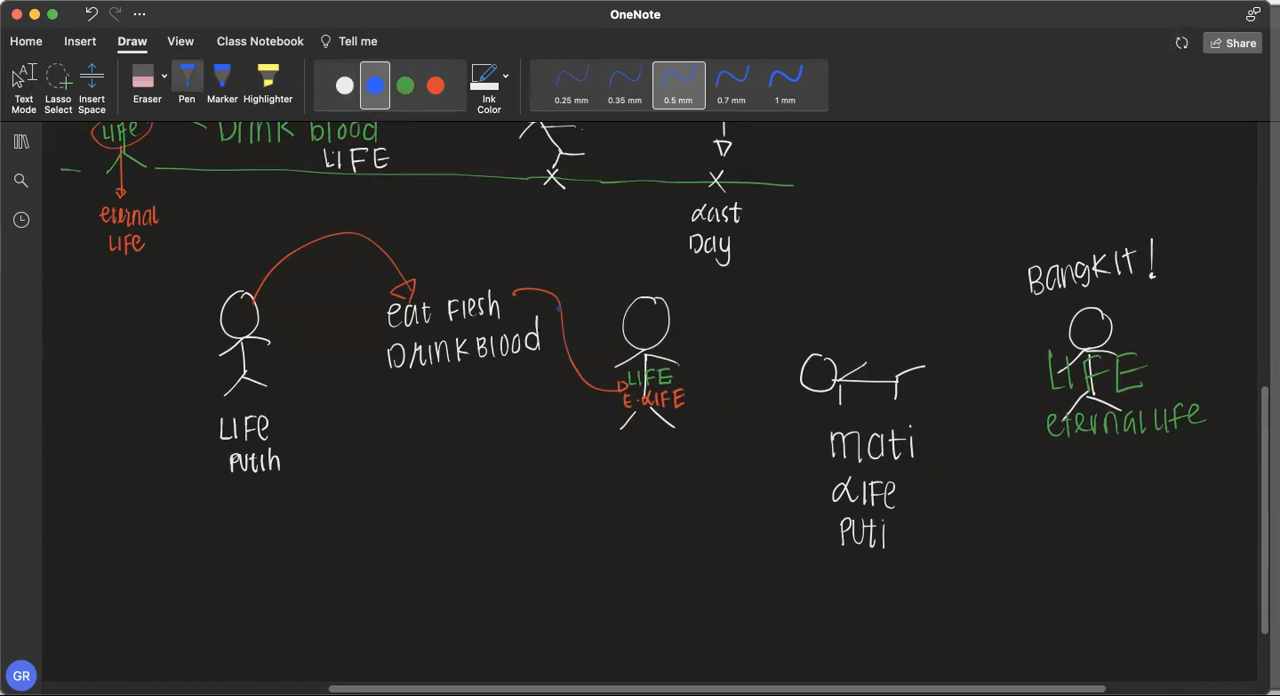 OneNote
Home Insert Draw View Class Notebook Tell me
Share
Text Mode
Lasso Select
Insert Space
Eraser
Pen
Marker
Highlighter
Ink Color
0.25 mm
0.35 mm
0.5 mm
0.7 mm
1 mm
LIFE
Drink blood
LIFE
eternal
LIFE
Last
Day
eat Flesh
DrinkBlood
LIFE
PUTIH
LIFE
E. LIFE
mati
LIFE
PUTI
BangkIt!
LIFE
eternal LIFE
GR